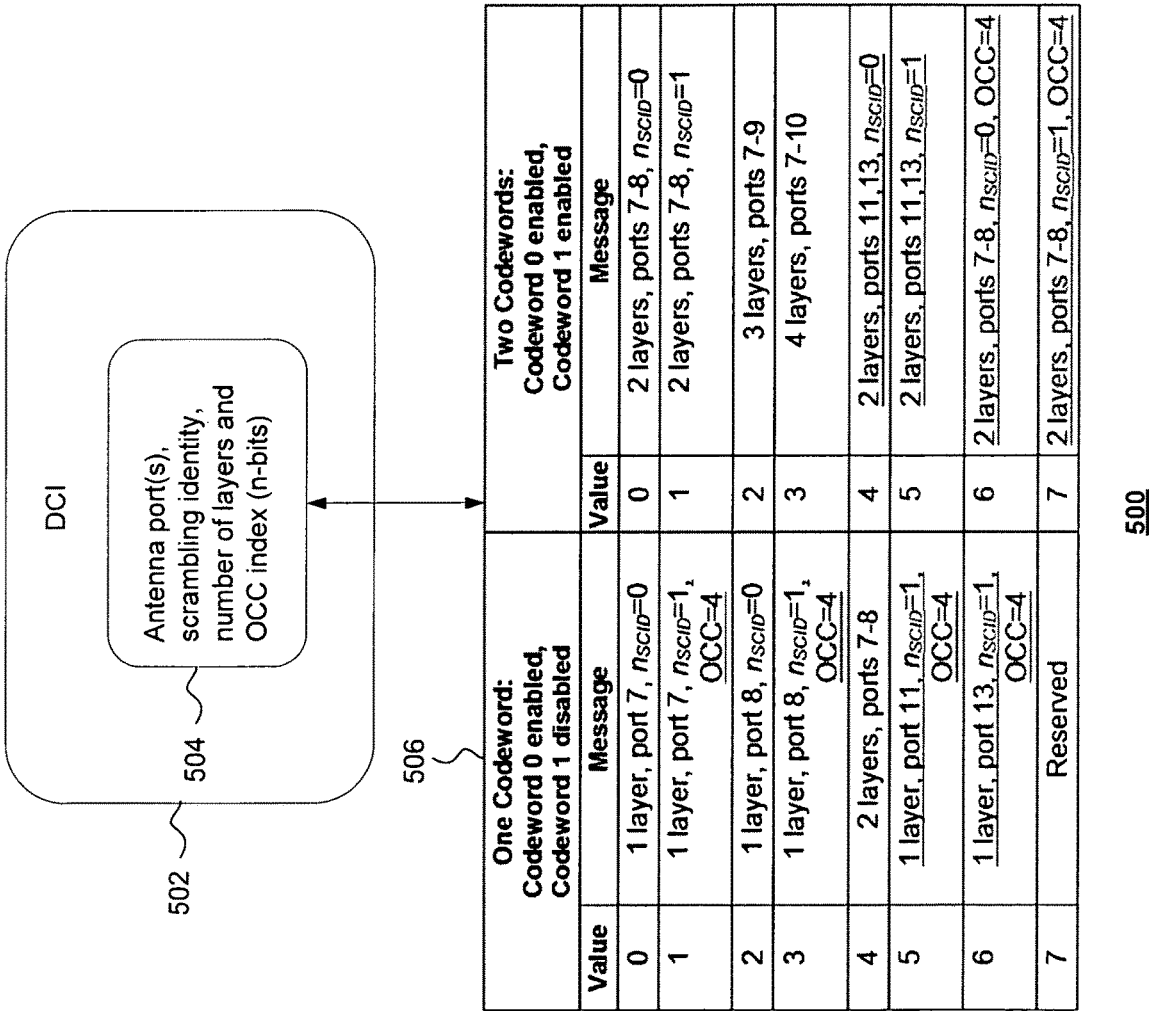 DCI
Antenna port(s),
scrambling identity,
number of layers and
OCC index (n-bits)
504
502
506
One Codeword:
Codeword 0 enabled,
Codeword 1 disabled
Two Codewords:
Codeword 0 enabled,
Codeword 1 enabled
Value Message Value Message
0 1 layer, port 7, nSCID=0 0 2 layers, ports 7-8, nSCID=0
1 1 layer, port 7, nSCID=1,
OCC=4
1 2 layers, ports 7-8, nSCID=1
2 1 layer, port 8, nSCID=0 2 3 layers, ports 7-9
3 1 layer, port 8, nSCID=1,
OCC=4
3 4 layers, ports 7-10
4 2 layers, ports 7-8 4 2 layers, ports 11,13, nSCID=0
5 1 layer, port 11, nSCID=1,
OCC=4
5 2 layers, ports 11,13, nSCID=1
6 1 layer, port 13, nSCID=1,
OCC=4
6 2 layers, ports 7-8, nSCID=0, OCC=4
7 Reserved 7 2 layers, ports 7-8, nSCID=1, OCC=4
500